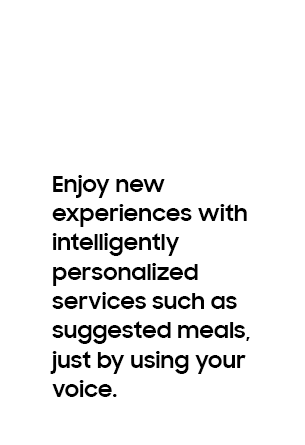 Enjoy new
experiences with
intelligently
personalized
services such as
suggested meals,
just by using your
voice.